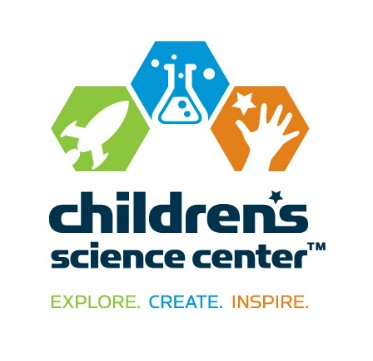 children's
science center™
EXPLORE. CREATE. INSPIRE.